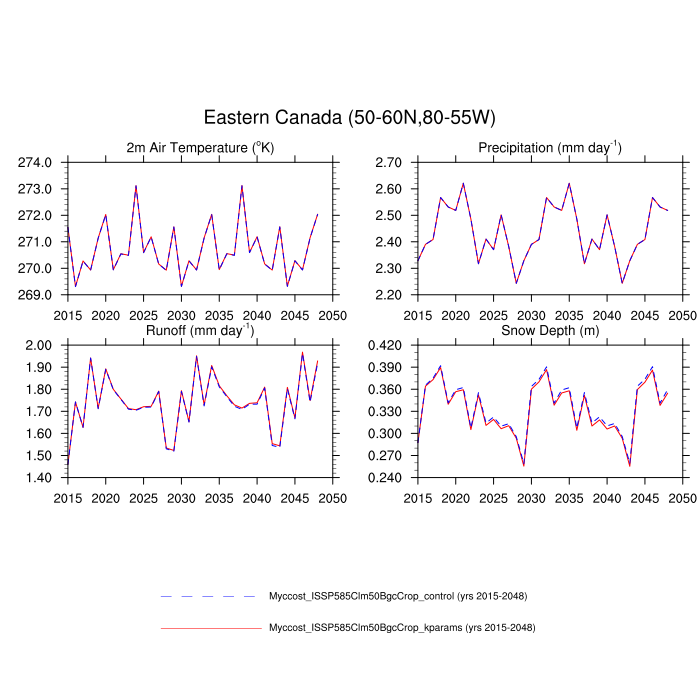 Eastern Canada (50-60N,80-55W)
2m Air Temperature (°K)
Precipitation (mm day-1)
274.0
273.0
272.0
271.0
270.0
269.0
2015 2020 2025 2030 2035 2040 2045 2050
2.70
2.60
2.50
2.40
2.30
2.20
2015 2020 2025 2030 2035 2040 2045 2050
Runoff (mm day-1)
Snow Depth (m)
2.00
1.90
1.80
1.70
1.60
1.50
1.40
2015 2020 2025 2030 2035 2040 2045 2050
0.420
0.390
0.360
0.330
0.300
0.270
0.240
2015 2020 2025 2030 2035 2040 2045 2050
Myccost_ISSP585Clm50BgcCrop_control (yrs 2015-2048)
Myccost_ISSP585Clm50BgcCrop_kparams (yrs 2015-2048)